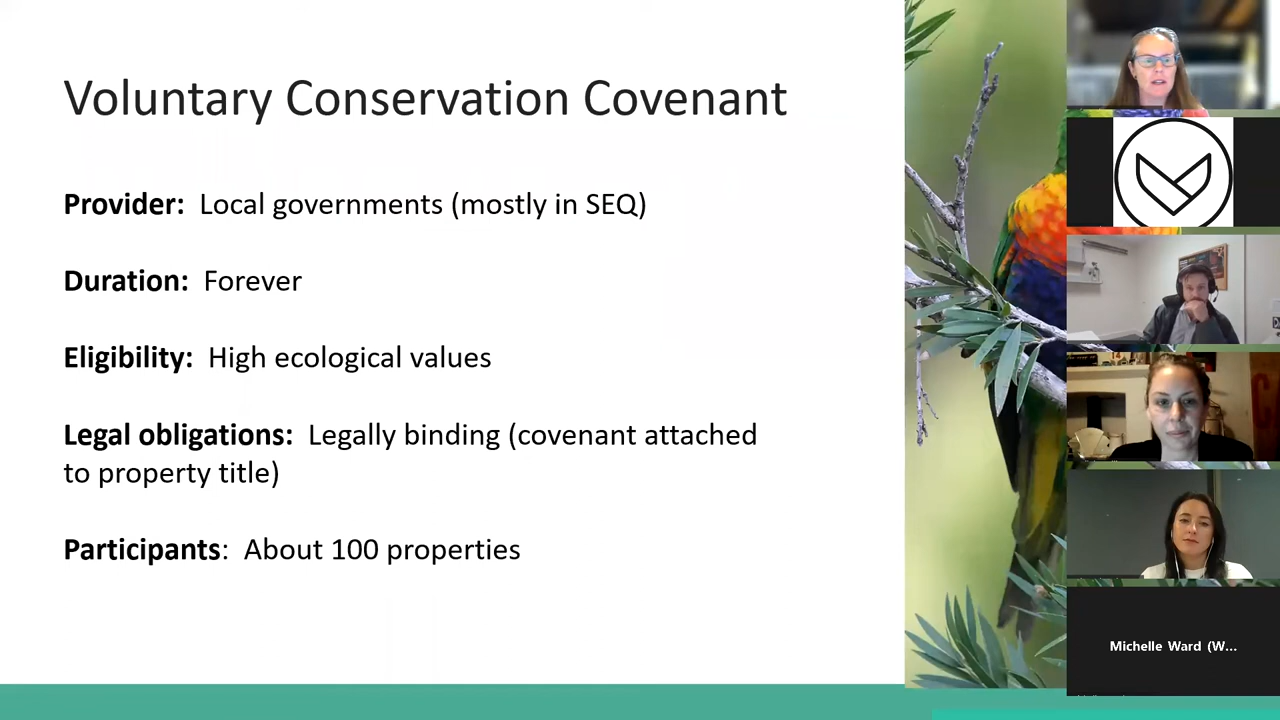 Voluntary Conservation Covenant
Provider: Local governments (mostly in SEQ)
Duration: Forever
Eligibility: High ecological values
Legal obligations: Legally binding (covenant attached
to property title)
Participants: About 100 properties
Michelle Ward (W...